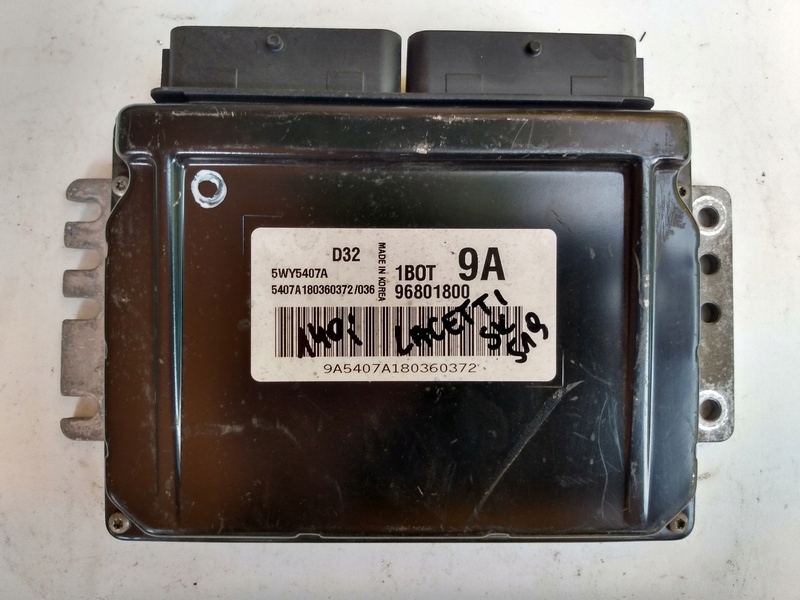 D32
5WY5407A
5407A180360372/036
MADE IN KOREA
1BOT 9A
96801800
LACETTI
9A5407A180360372